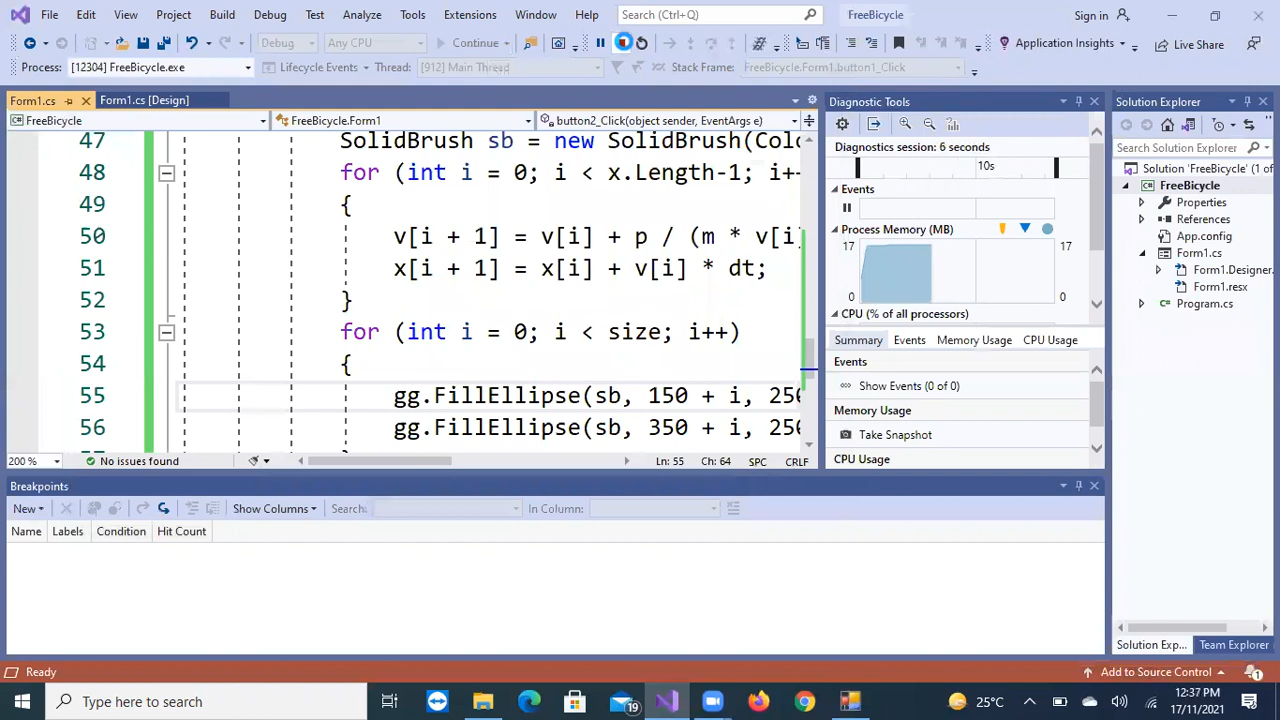 File Edit View Project Build Debug Test Analyze Tools Extensions Window Help Search (Ctrl+Q) FreeBicycle Sign in
Debug Any CPU Continue Application Insights Live Share
Process: [12304] FreeBicycle.exe Lifecycle Events Thread: [912] Main Thread Stack Frame: FreeBicycle.Form1.button1_Click
Form1.cs Form1.cs [Design] Diagnostic Tools Solution Explorer
FreeBicycle FreeBicycle.Form1 button2_Click(object sender, EventArgs e)
47 SolidBrush sb = new SolidBrush(Colo
48 for (int i = 0; i < x.Length-1; i++
49 {
50 v[i + 1] = v[i] + p / (m * v[i]
51 x[i + 1] = x[i] + v[i] * dt;
52 }
53 for (int i = 0; i < size; i++)
54 {
55 gg.FillEllipse(sb, 150 + i, 250
56 gg.FillEllipse(sb, 350 + i, 250
200 % No issues found Ln: 55 Ch: 64 SPC CRLF
Diagnostics session: 6 seconds
10s
Events
Process Memory (MB)
17 17
0 0
CPU (% of all processors)
Summary Events Memory Usage CPU Usage
Events
Show Events (0 of 0)
Memory Usage
Take Snapshot
CPU Usage
Search Solution Explorer
Solution 'FreeBicycle' (1 of
FreeBicycle
Properties
References
App.config
Form1.cs
Form1.Designer.
Form1.resx
Program.cs
Solution Exp... Team Explorer
Breakpoints
New Show Columns Search: In Column:
Name Labels Condition Hit Count
Ready Add to Source Control 1
Type here to search 19 25°C 12:37 PM
17/11/2021